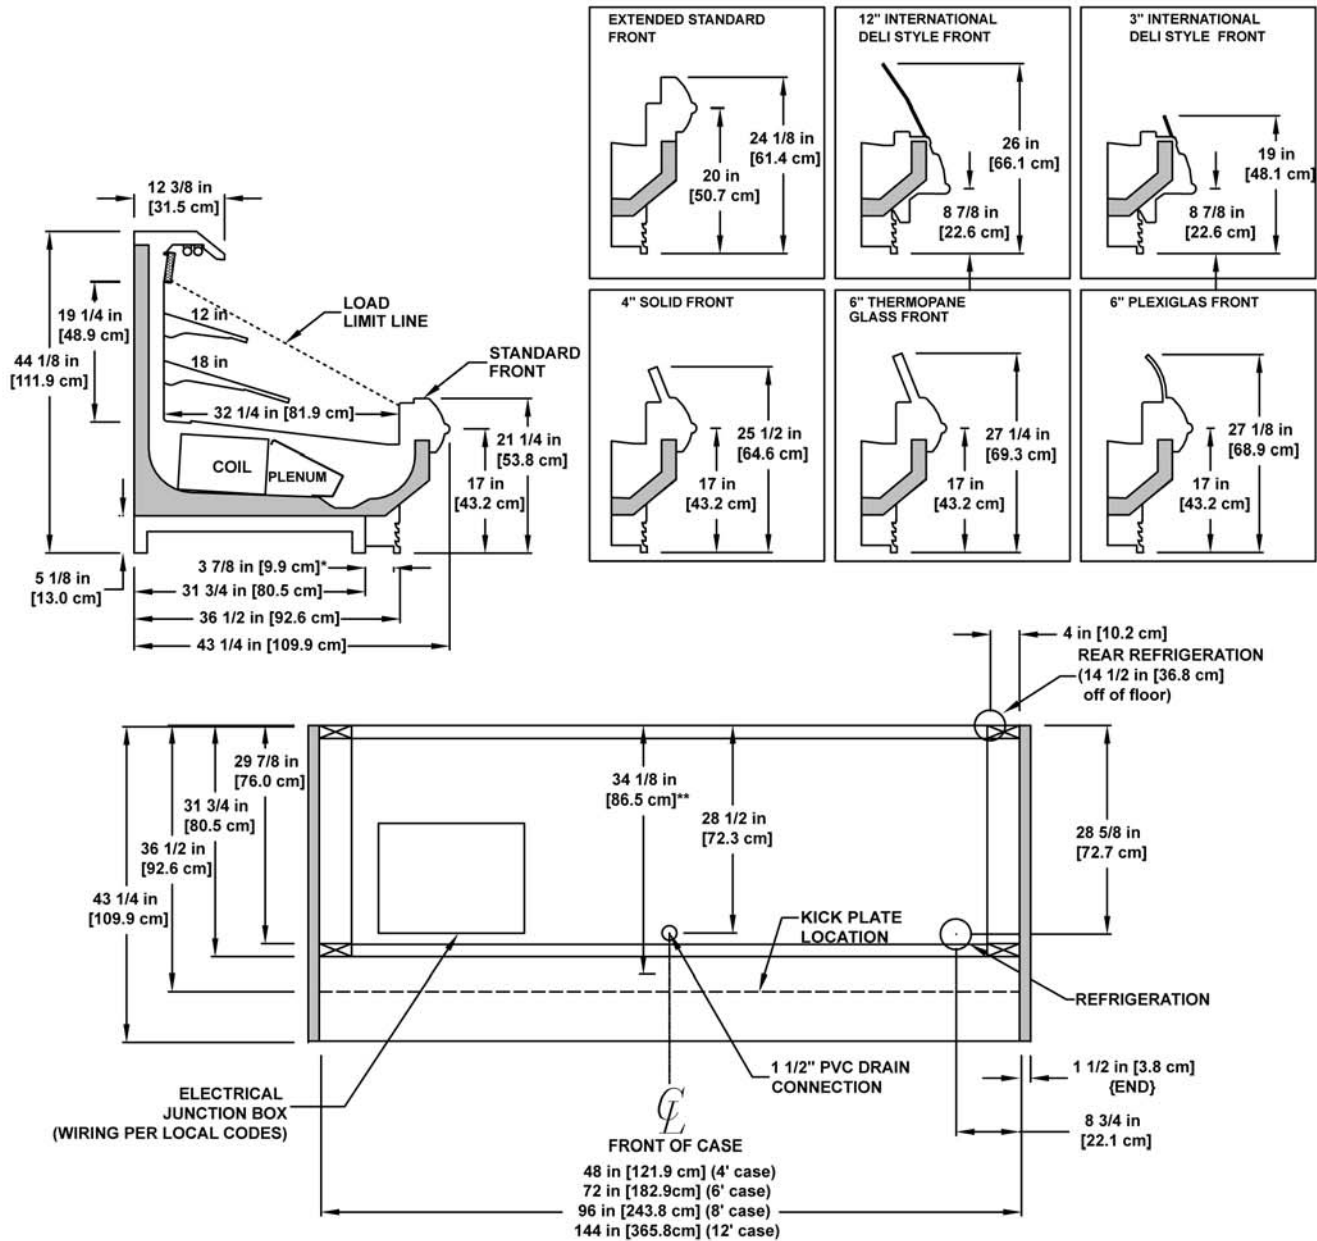 EXTENDED STANDARD
FRONT
24 1/8 in
[61.4 cm]
20 in
[50.7 cm]
12" INTERNATIONAL
DELI STYLE FRONT
26 in
[66.1 cm]
8 7/8 in
[22.6 cm]
3" INTERNATIONAL
DELI STYLE FRONT
19 in
[48.1 cm]
8 7/8 in
[22.6 cm]
12 3/8 in
[31.5 cm]
19 1/4 in
[48.9 cm]
44 1/8 in
[111.9 cm]
12 in
18 in
LOAD
LIMIT LINE
STANDARD
FRONT
32 1/4 in [81.9 cm]
21 1/4 in
[53.8 cm]
17 in
[43.2 cm]
COIL
PLENUM
5 1/8 in
[13.0 cm]
3 7/8 in [9.9 cm]*
31 3/4 in [80.5 cm]
36 1/2 in [92.6 cm]
43 1/4 in [109.9 cm]
4" SOLID FRONT
25 1/2 in
[64.6 cm]
17 in
[43.2 cm]
6" THERMOPANE
GLASS FRONT
27 1/4 in
[69.3 cm]
17 in
[43.2 cm]
6" PLEXIGLAS FRONT
27 1/8 in
[68.9 cm]
17 in
[43.2 cm]
4 in [10.2 cm]
REAR REFRIGERATION
(14 1/2 in [36.8 cm]
off of floor)
29 7/8 in
[76.0 cm]
31 3/4 in
[80.5 cm]
36 1/2 in
[92.6 cm]
43 1/4 in
[109.9 cm]
34 1/8 in
[86.5 cm]**
28 1/2 in
[72.3 cm]
28 5/8 in
[72.7 cm]
KICK PLATE
LOCATION
REFRIGERATION
1 1/2" PVC DRAIN
CONNECTION
1 1/2 in [3.8 cm]
{END}
8 3/4 in
[22.1 cm]
ELECTRICAL
JUNCTION BOX
(WIRING PER LOCAL CODES)
CL
FRONT OF CASE
48 in [121.9 cm] (4' case)
72 in [182.9cm] (6' case)
96 in [243.8 cm] (8' case)
144 in [365.8cm] (12' case)